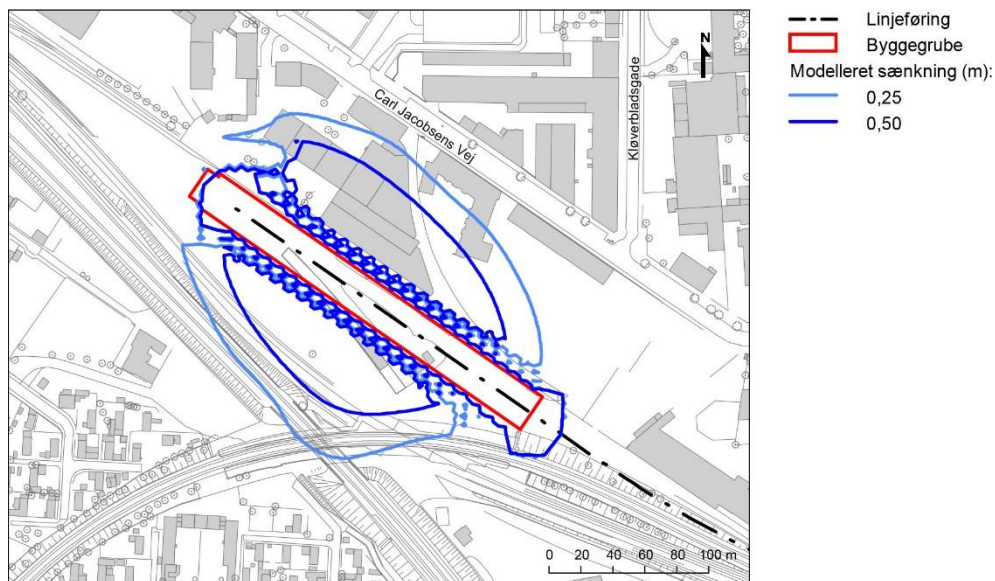 Linjeføring
Byggegrube
Modelleret sænkning (m):
0,25
0,50
N
Carl Jacobsens Vej
Kløverbladsgade
0 20 40 60 80 100 m